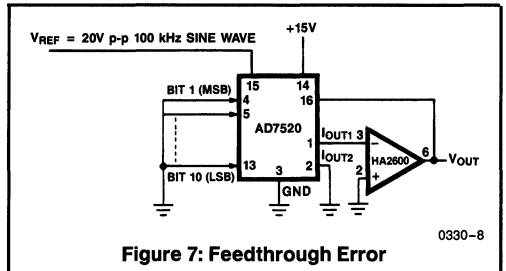 VREF = 20V p-p 100 kHz SINE WAVE
+15V
15
14
BIT 1 (MSB)
4
5
16
AD7520
1
IOUT1
3
−
HA2600
6
VOUT
IOUT2
2
2
+
BIT 10 (LSB)
13
3
GND
0330–8
Figure 7: Feedthrough Error